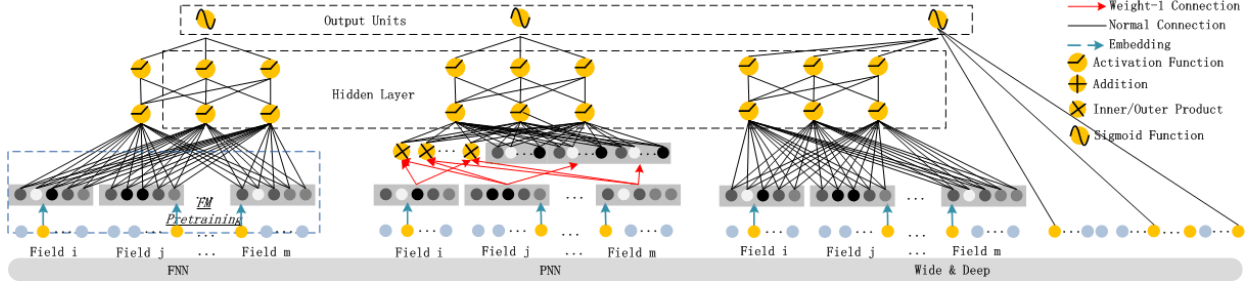 Output Units
Weight-1 Connection
Normal Connection
Embedding
Activation Function
Addition
Inner/Outer Product
Sigmoid Function
Hidden Layer
FM
Pretraining
...
Field i Field j ... Field m
FNN
...
Field i Field j ... Field m
PNN
...
Field i Field j ... Field m
Wide & Deep